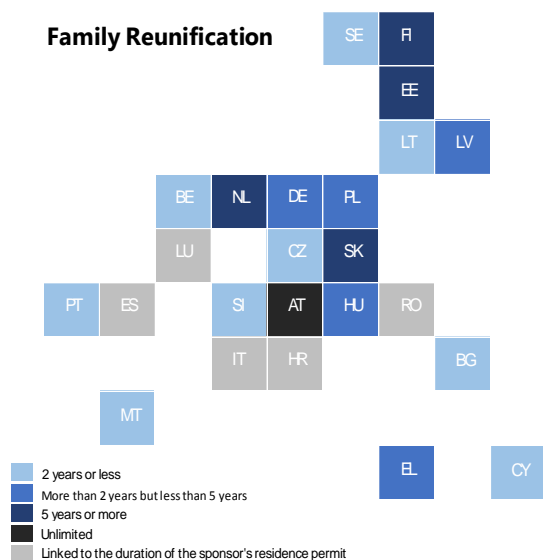 Family Reunification
SE FI
EE
LT LV
BE NL DE PL
LU CZ SK
PT ES SI AT HU RO
IT HR BG
MT
EL CY
2 years or less
More than 2 years but less than 5 years
5 years or more
Unlimited
Linked to the duration of the sponsor's residence permit